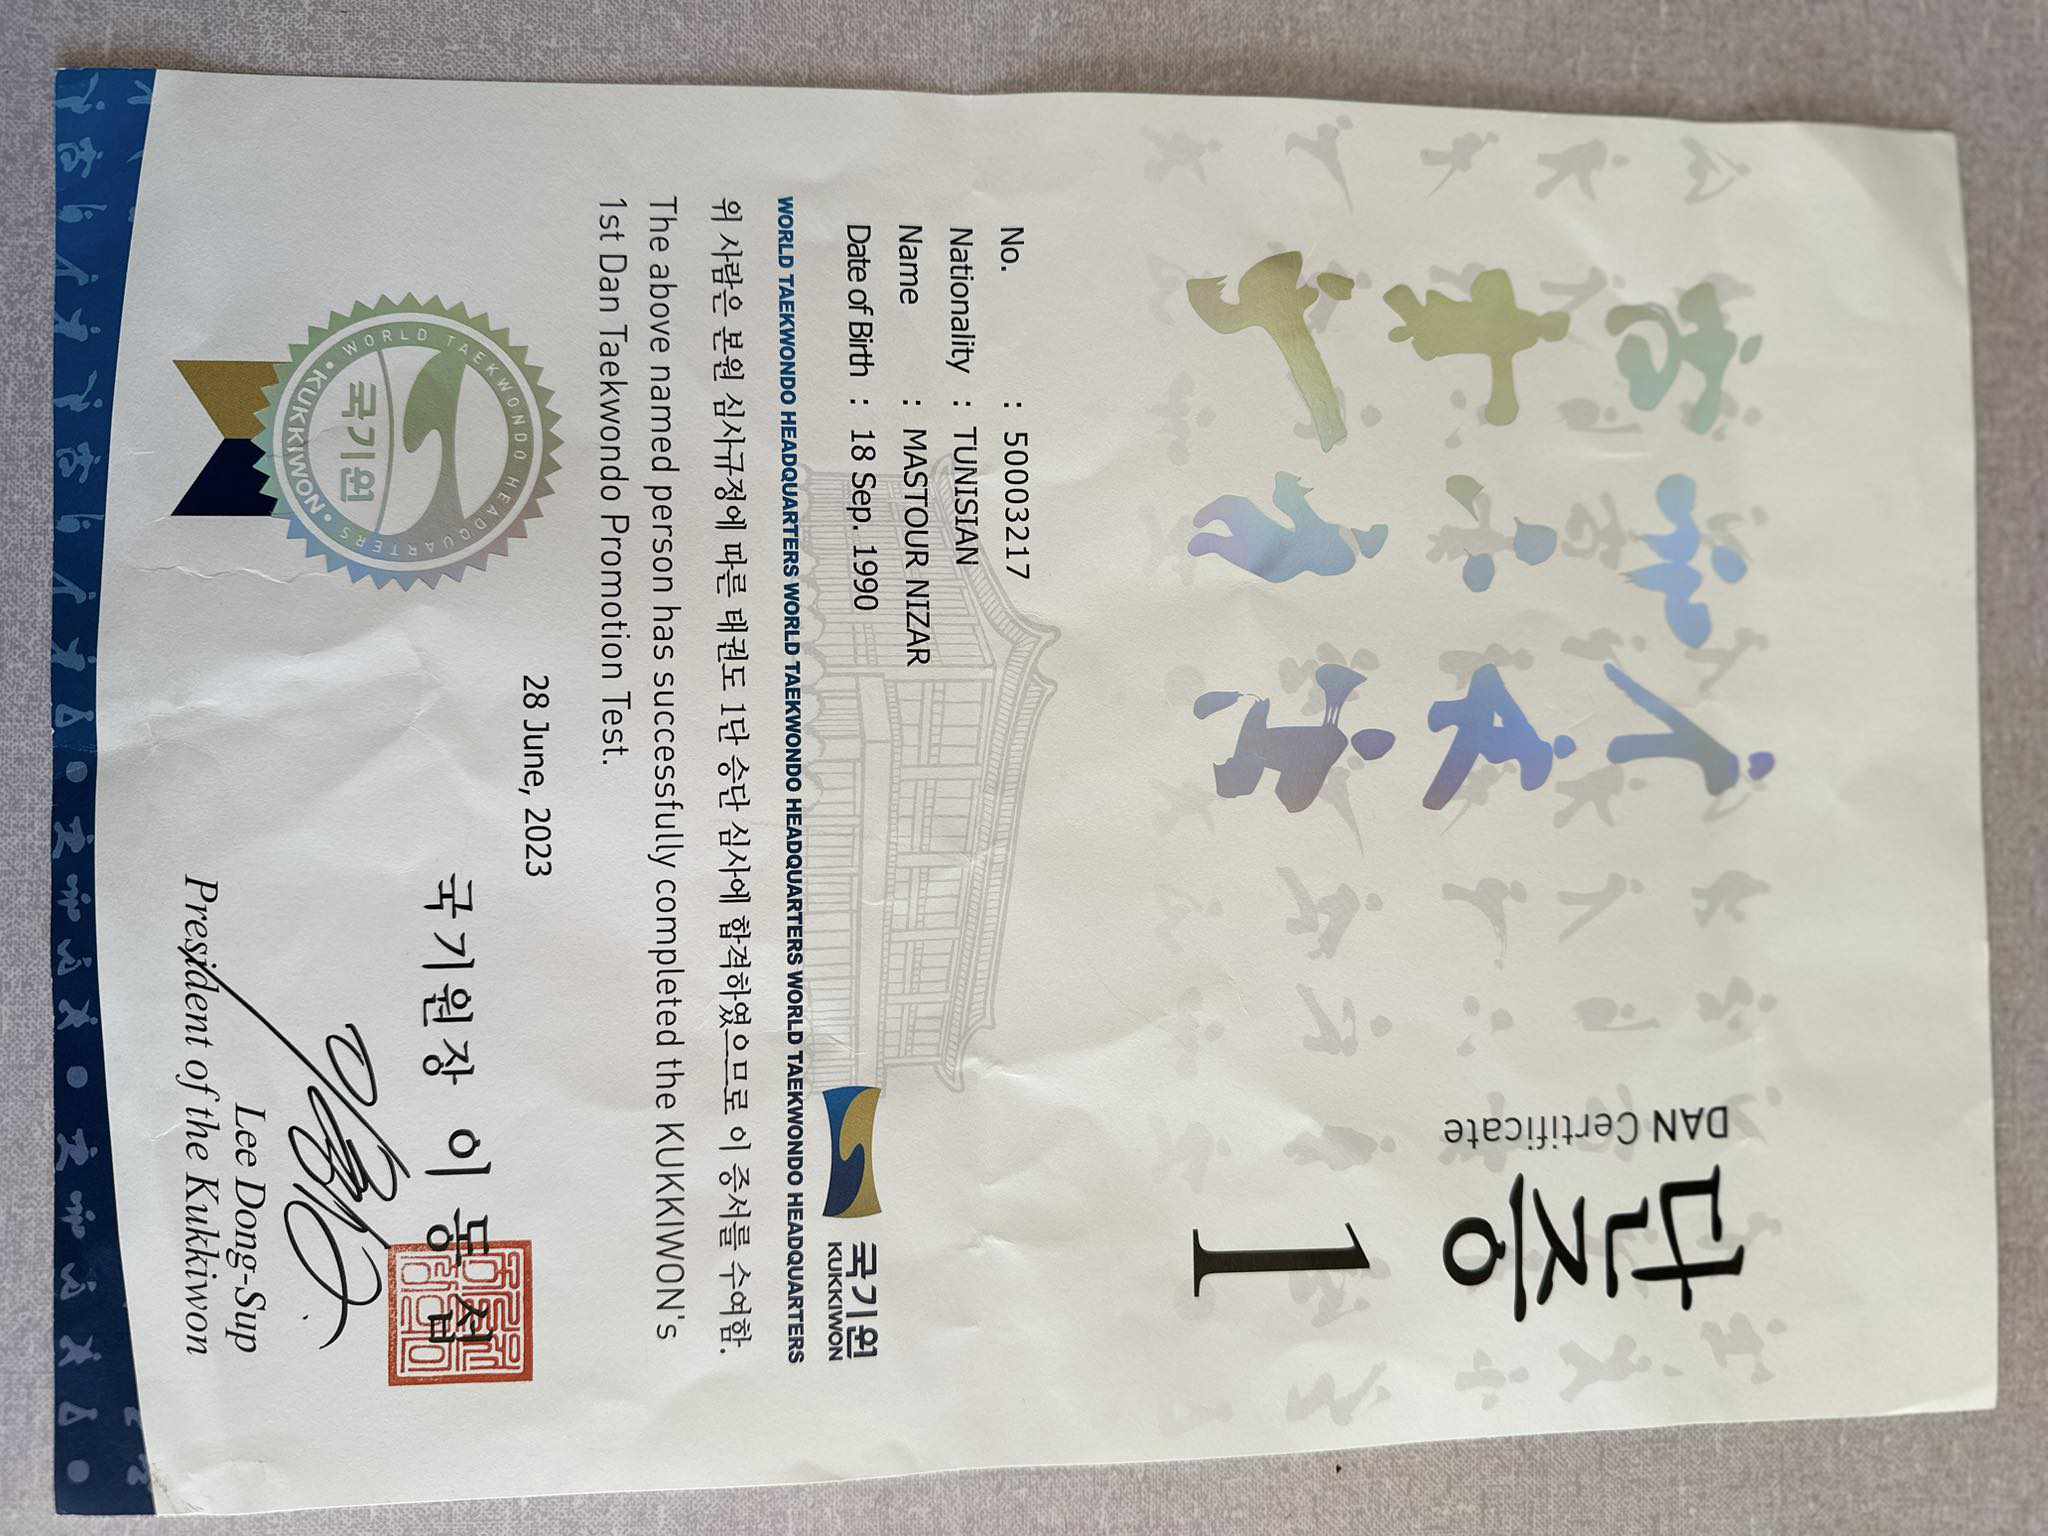 DAN Certificate
단증
1
No. : 50003217
Nationality : TUNISIAN
Name : MASTOUR NIZAR
Date of Birth : 18 Sep. 1990
국기원
KUKKIWON
WORLD TAEKWONDO HEADQUARTERS WORLD TAEKWONDO HEADQUARTERS WORLD TAEKWONDO HEADQUARTERS
위 사람은 본원 심사규정에 따른 태권도 1단 승단 심사에 합격하였으므로 이 증서를 수여함.
The above named person has successfully completed the KUKKIWON's
1st Dan Taekwondo Promotion Test.
28 June, 2023
WORLD TAEKWONDO HEADQUARTERS
국기원
• KUKKIWON •
국기원장 이 동 섭
Lee Dong-Sup
President of the Kukkiwon